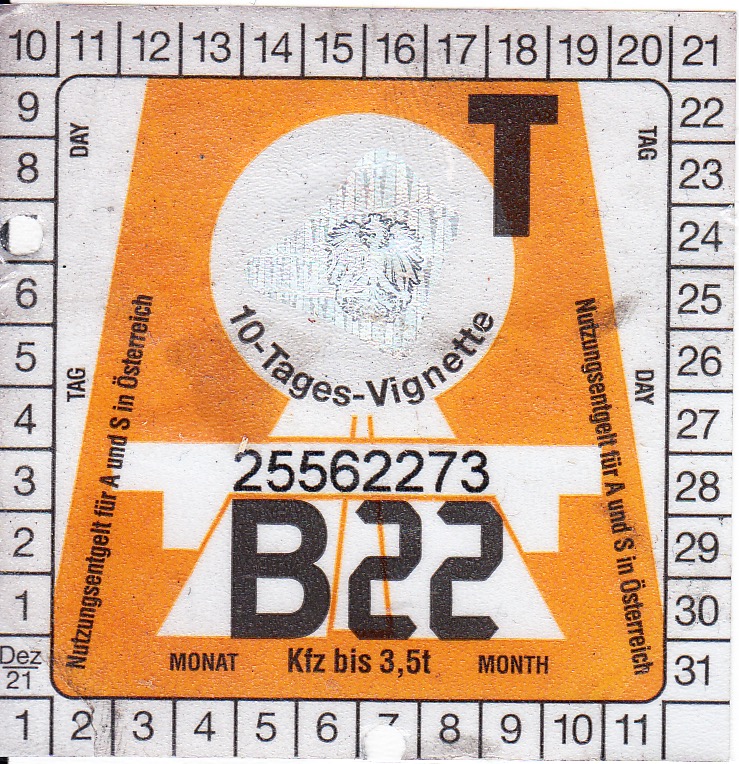 10 11 12 13 14 15 16 17 18 19 20 21
9
8
6
5
4
3
2
1
Dez
21
22
23
24
25
26
27
28
29
30
31
DAY
TAG
TAG
DAY
T
10-Tages-Vignette
Nutzungsentgelt für A und S in Österreich
Nutzungsentgelt für A und S in Österreich
25562273
B22
MONAT Kfz bis 3,5t MONTH
1 2 3 4 5 6 7 8 9 10 11